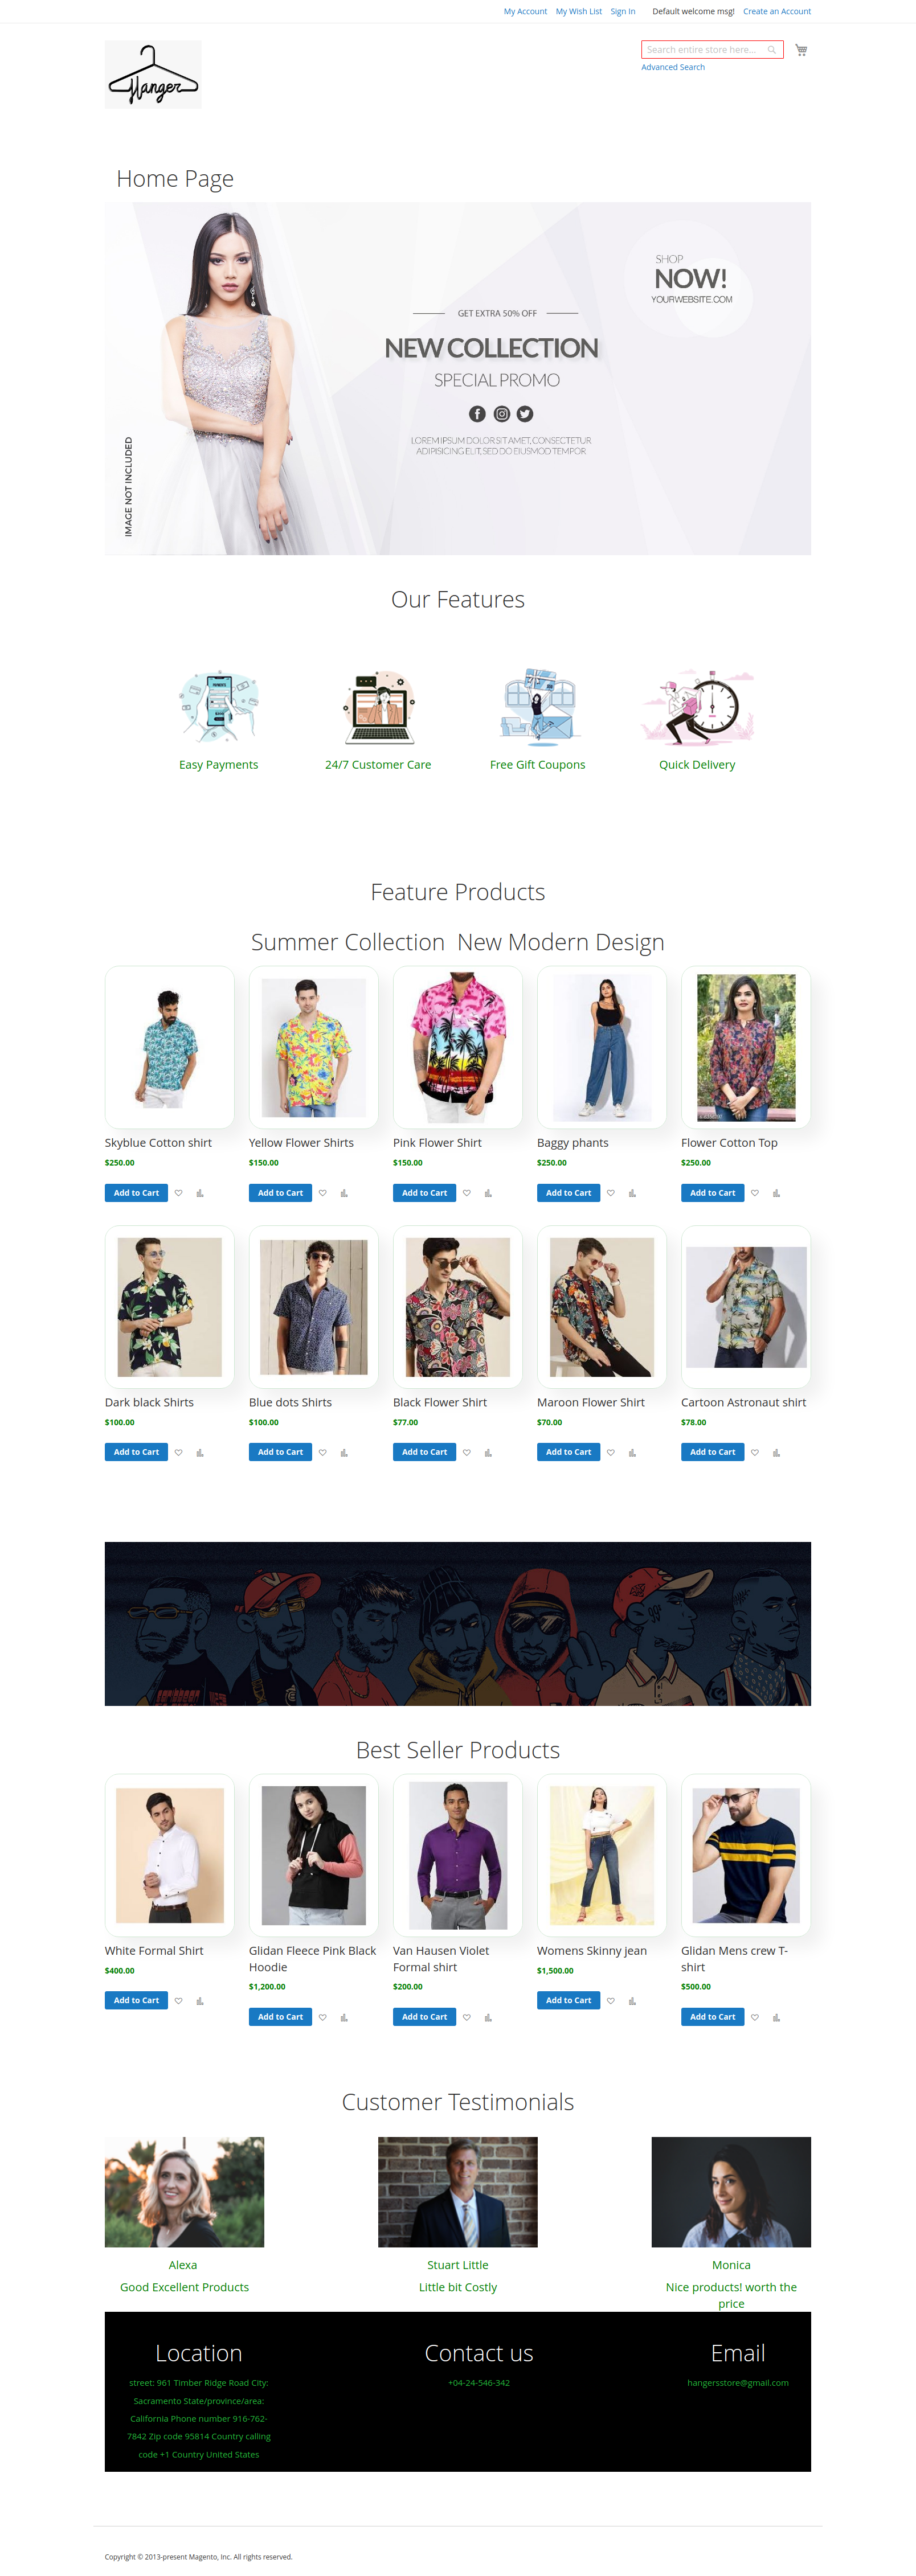 My Account My Wish List Sign In Default welcome msg! Create an Account
Hanger
Search entire store here...
Advanced Search
Home Page
SHOP
NOW!
YOURWEBSITE.COM
GET EXTRA 50% OFF
NEW COLLECTION
SPECIAL PROMO
LOREM IPSUM DOLOR SIT AMET, CONSECTETUR
ADIPISICING ELIT, SED DO EIUSMOD TEMPOR
IMAGE NOT INCLUDED
Our Features
Easy Payments 24/7 Customer Care Free Gift Coupons Quick Delivery
Feature Products
Summer Collection New Modern Design
Skyblue Cotton shirt Yellow Flower Shirts Pink Flower Shirt Baggy phants Flower Cotton Top
$250.00 $150.00 $150.00 $250.00 $250.00
Add to Cart Add to Cart Add to Cart Add to Cart Add to Cart
Dark black Shirts Blue dots Shirts Black Flower Shirt Maroon Flower Shirt Cartoon Astronaut shirt
$100.00 $100.00 $77.00 $70.00 $78.00
Add to Cart Add to Cart Add to Cart Add to Cart Add to Cart
Best Seller Products
White Formal Shirt Glidan Fleece Pink Black Van Hausen Violet Womens Skinny jean Glidan Mens crew T-
Hoodie Formal shirt shirt
$400.00 $1,200.00 $200.00 $1,500.00 $500.00
Add to Cart Add to Cart Add to Cart Add to Cart Add to Cart
Customer Testimonials
Alexa Stuart Little Monica
Good Excellent Products Little bit Costly Nice products! worth the
price
Location Contact us Email
street: 961 Timber Ridge Road City: +04-24-546-342 hangersstore@gmail.com
Sacramento State/province/area:
California Phone number 916-762-
7842 Zip code 95814 Country calling
code +1 Country United States
Copyright © 2013-present Magento, Inc. All rights reserved.